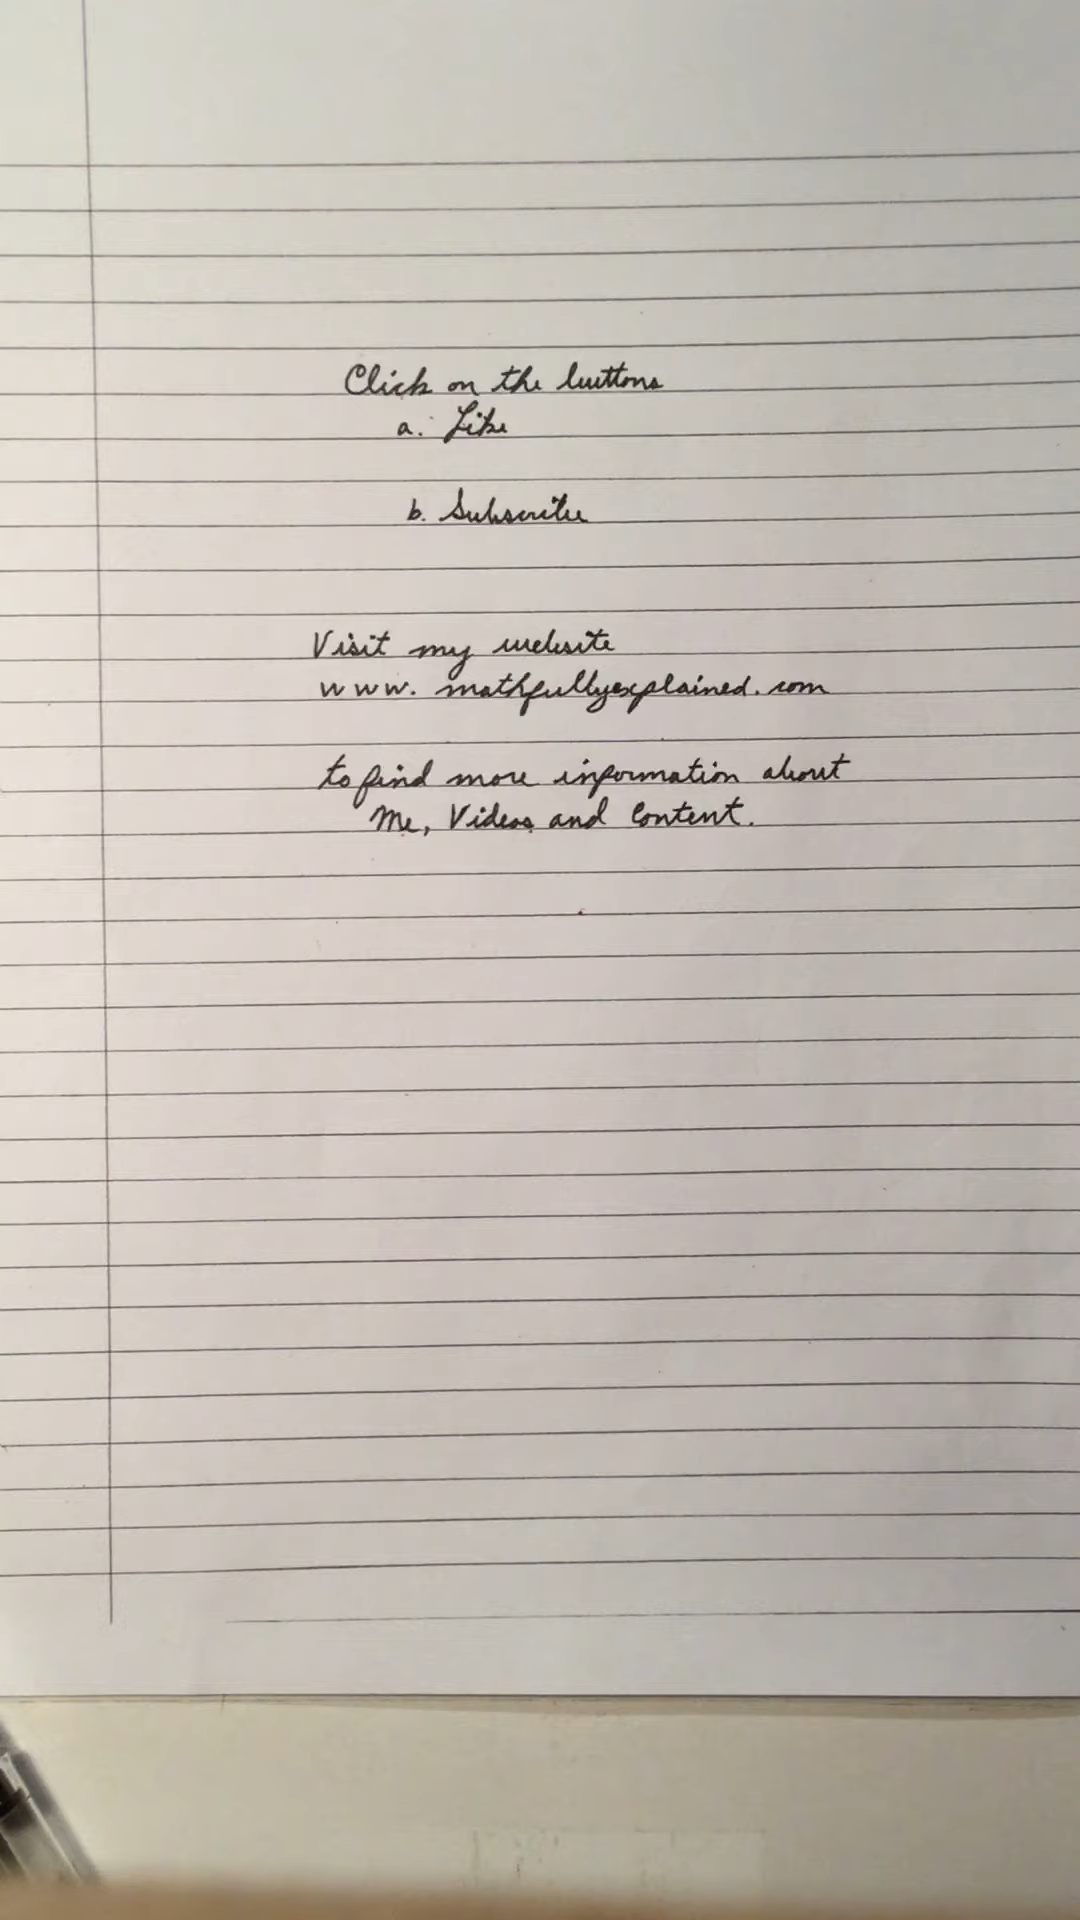 Click on the buttons
a. Like
b. Subscribe
Visit my website
www. mathfullyexplained.com
to find more information about
Me, Videos and Content.